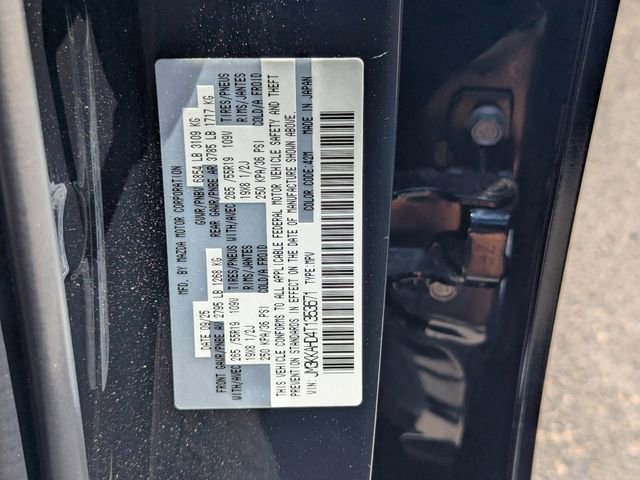 MFD. BY MAZDA MOTOR CORPORATION
DATE 09/25 GVWR/PNBV 6854 LB 3109 KG
FRONT GAWR/PNBE AV 2795 LB 1268 KG REAR GAWR/PNBE AR 3785 LB 1717 KG
WITH/AVEC 265 /55R19 109V TIRES/PNEUS WITH/AVEC 265 /55R19 109V TIRES/PNEUS
19X8 1/2J RIMS/JANTES 19X8 1/2J RIMS/JANTES
250 KPA/36 PSI COLD/A FROID 250 KPA/36 PSI COLD/A FROID
THIS VEHICLE CONFORMS TO ALL APPLICABLE FEDERAL MOTOR VEHICLE SAFETY AND THEFT
PREVENTION STANDARDS IN EFFECT ON THE DATE OF MANUFACTURE SHOWN ABOVE.
VIN: JM3KKAHD4T1363671 TYPE: MPV COLOR CODE: 42M MADE IN JAPAN